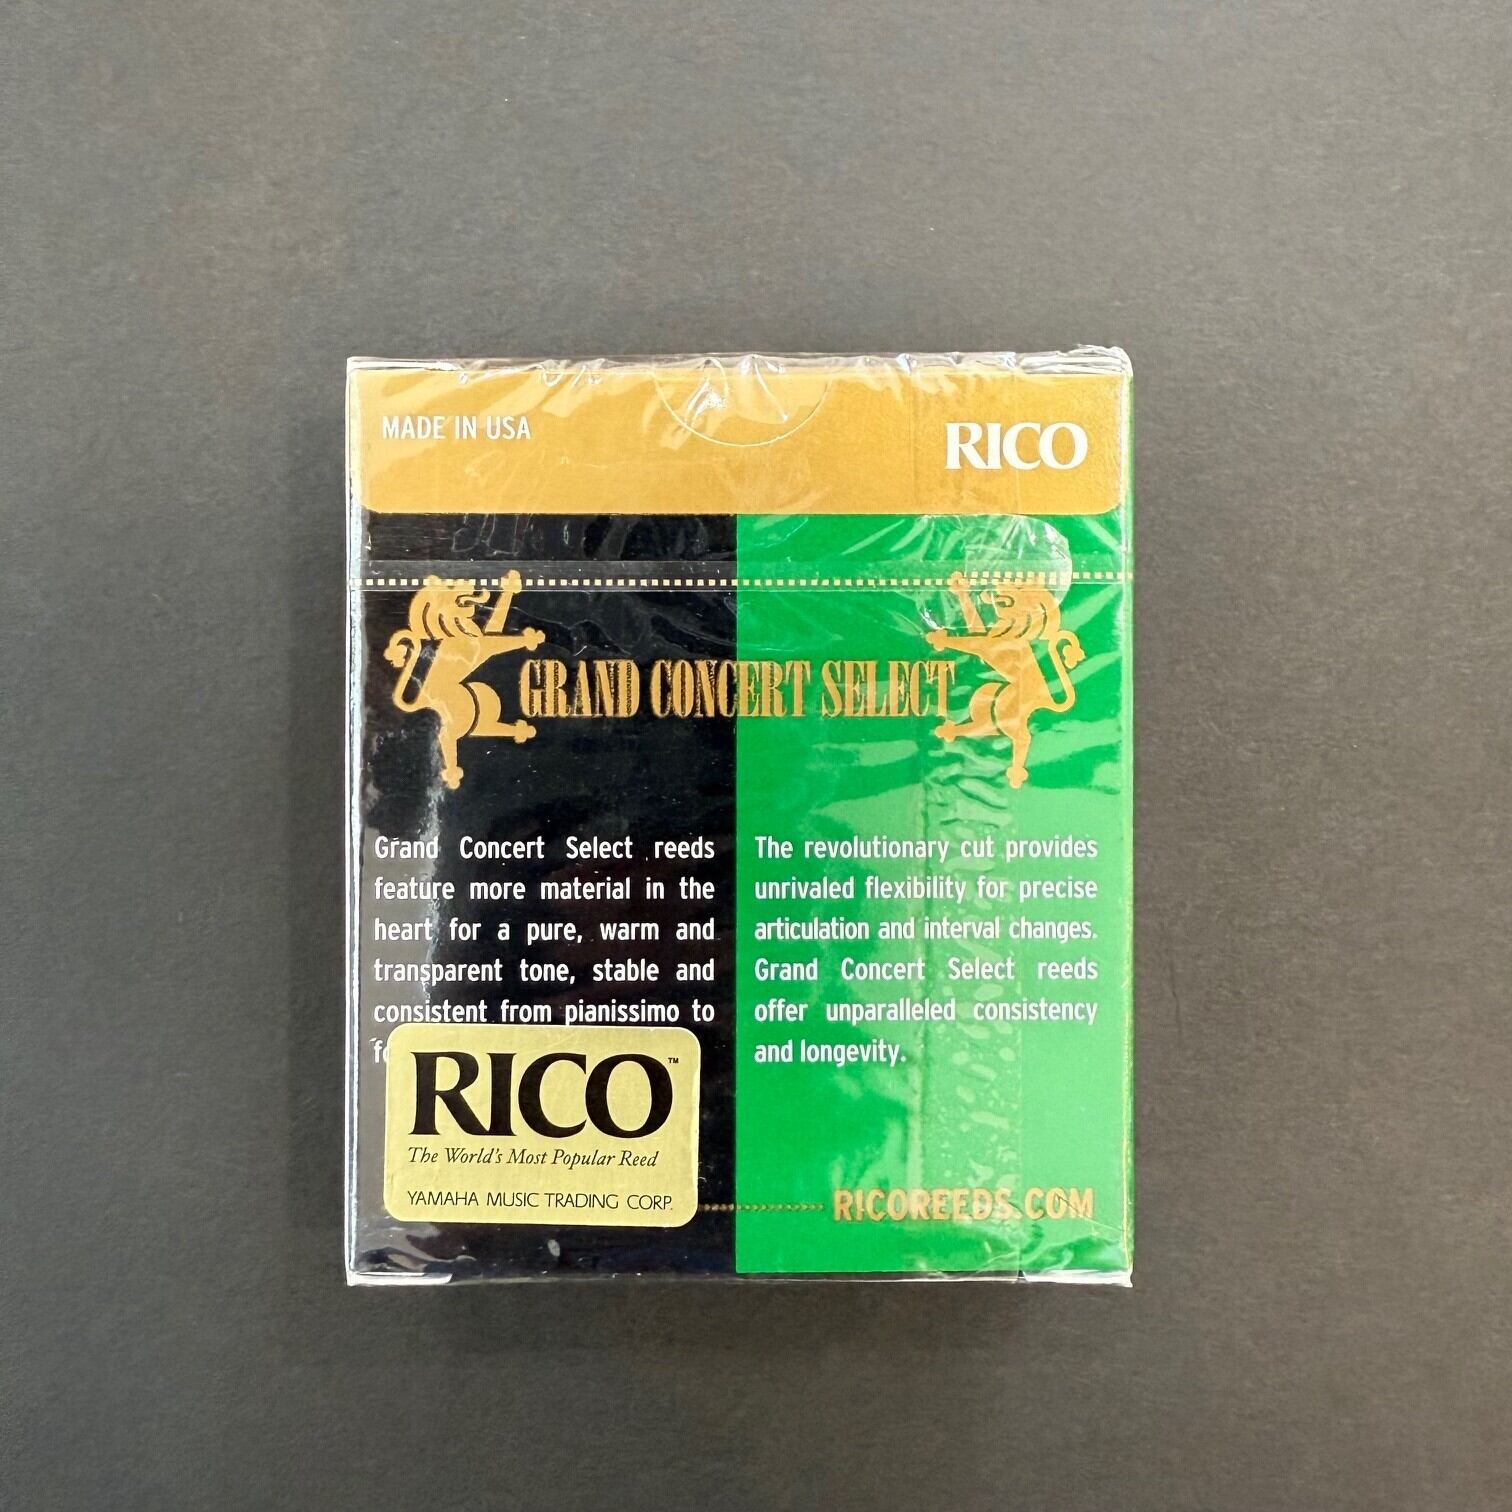 MADE IN USA
RICO
GRAND CONCERT SELECT
Grand Concert Select reeds
feature more material in the
heart for a pure, warm and
transparent tone, stable and
consistent from pianissimo to
The revolutionary cut provides
unrivaled flexibility for precise
articulation and interval changes.
Grand Concert Select reeds
offer unparalleled consistency
and longevity.
RICO™
The World's Most Popular Reed
YAMAHA MUSIC TRADING CORP.
RICOREEDS.COM